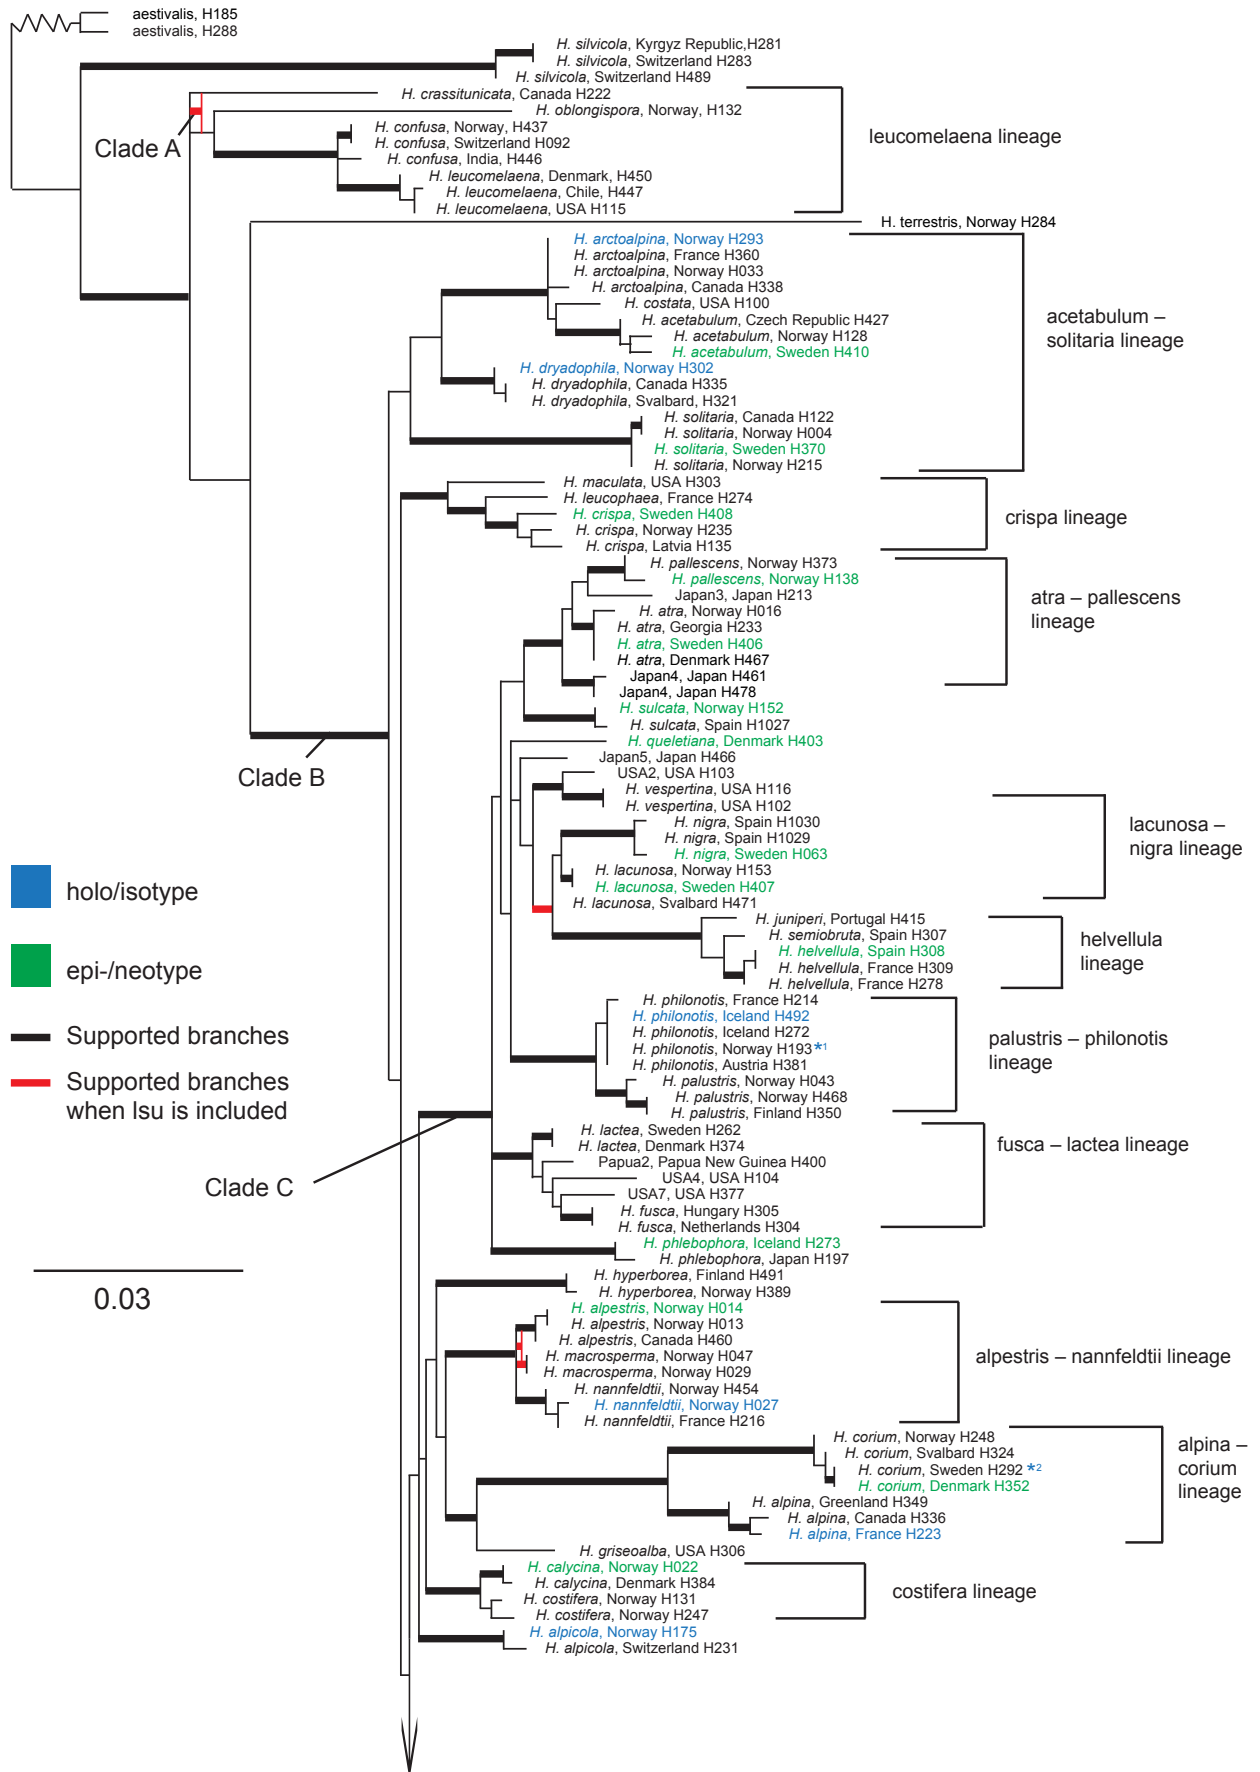 aestivalis, H185
aestivalis, H288
H. silvicola, Kyrgyz Republic,H281
H. silvicola, Switzerland H283
H. silvicola, Switzerland H489
H. crassitunicata, Canada H222
H. oblongispora, Norway, H132
H. confusa, Norway, H437
H. confusa, Switzerland H092
H. confusa, India, H446
H. leucomelaena, Denmark, H450
H. leucomelaena, Chile, H447
H. leucomelaena, USA H115
leucomelaena lineage
Clade A
H. terrestris, Norway H284
H. arctoalpina, Norway H293
H. arctoalpina, France H360
H. arctoalpina, Norway H033
H. arctoalpina, Canada H338
H. costata, USA H100
H. acetabulum, Czech Republic H427
H. acetabulum, Norway H128
H. acetabulum, Sweden H410
H. dryadophila, Norway H302
H. dryadophila, Canada H335
H. dryadophila, Svalbard, H321
H. solitaria, Canada H122
H. solitaria, Norway H004
H. solitaria, Sweden H370
H. solitaria, Norway H215
acetabulum –
solitaria lineage
H. maculata, USA H303
H. leucophaea, France H274
H. crispa, Sweden H408
H. crispa, Norway H235
H. crispa, Latvia H135
crispa lineage
H. pallescens, Norway H373
H. pallescens, Norway H138
Japan3, Japan H213
H. atra, Norway H016
H. atra, Georgia H233
H. atra, Sweden H406
H. atra, Denmark H467
Japan4, Japan H461
Japan4, Japan H478
atra – pallescens
lineage
H. sulcata, Norway H152
H. sulcata, Spain H1027
H. queletiana, Denmark H403
Japan5, Japan H466
USA2, USA H103
H. vespertina, USA H116
H. vespertina, USA H102
Clade B
H. nigra, Spain H1030
H. nigra, Spain H1029
H. nigra, Sweden H063
H. lacunosa, Norway H153
H. lacunosa, Sweden H407
H. lacunosa, Svalbard H471
lacunosa –
nigra lineage
H. juniperi, Portugal H415
H. semiobruta, Spain H307
H. helvellula, Spain H308
H. helvellula, France H309
H. helvellula, France H278
helvellula
lineage
holo/isotype
epi-/neotype
Supported branches
Supported branches
when lsu is included
H. philonotis, France H214
H. philonotis, Iceland H492
H. philonotis, Iceland H272
H. philonotis, Norway H193*1
H. philonotis, Austria H381
H. palustris, Norway H043
H. palustris, Norway H468
H. palustris, Finland H350
palustris – philonotis
lineage
H. lactea, Sweden H262
H. lactea, Denmark H374
Papua2, Papua New Guinea H400
USA4, USA H104
USA7, USA H377
H. fusca, Hungary H305
H. fusca, Netherlands H304
fusca – lactea lineage
Clade C
H. phlebophora, Iceland H273
H. phlebophora, Japan H197
0.03
H. hyperborea, Finland H491
H. hyperborea, Norway H389
H. alpestris, Norway H014
H. alpestris, Norway H013
H. alpestris, Canada H460
H. macrosperma, Norway H047
H. macrosperma, Norway H029
H. nannfeldtii, Norway H454
H. nannfeldtii, Norway H027
H. nannfeldtii, France H216
alpestris – nannfeldtii lineage
H. corium, Norway H248
H. corium, Svalbard H324
H. corium, Sweden H292 *2
H. corium, Denmark H352
H. alpina, Greenland H349
H. alpina, Canada H336
H. alpina, France H223
alpina –
corium
lineage
H. griseoalba, USA H306
H. calycina, Norway H022
H. calycina, Denmark H384
H. costifera, Norway H131
H. costifera, Norway H247
costifera lineage
H. alpicola, Norway H175
H. alpicola, Switzerland H231